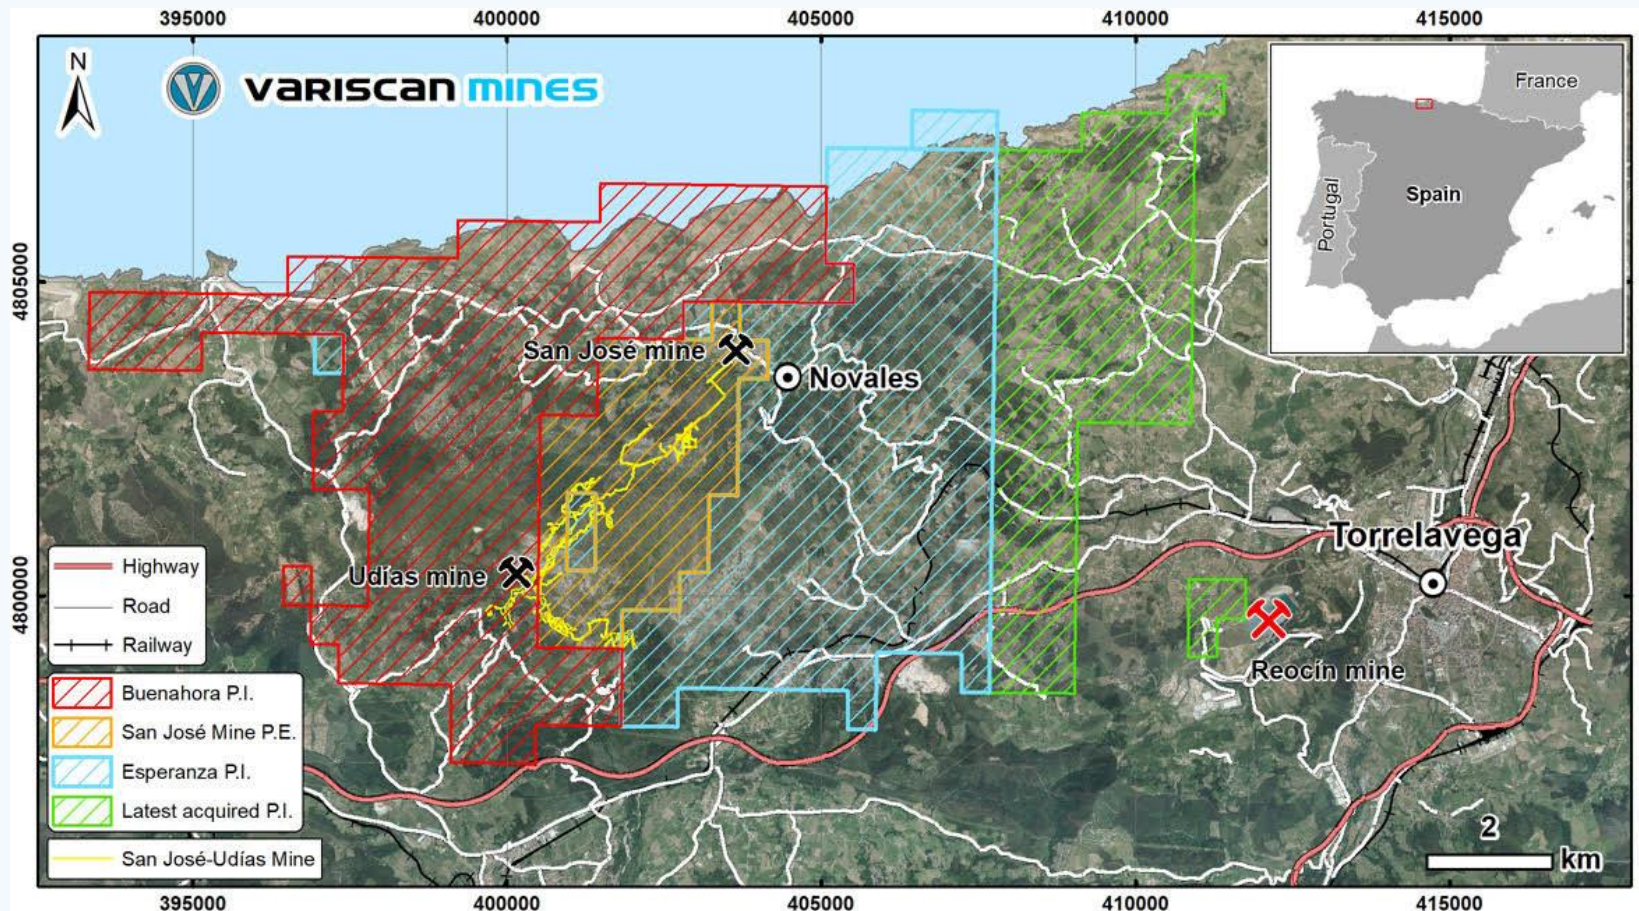 395000 400000 405000 410000 415000
N
V VARISCAN MINES
France
Portugal
Spain
4805000
4805000
San José mine
Novales
Torrelavega
Udías mine
4800000
4800000
Reocín mine
Highway
Road
Railway
Buenahora P.I.
San José Mine P.E.
Esperanza P.I.
Latest acquired P.I.
San José-Udías Mine
2
km
395000 400000 405000 410000 415000